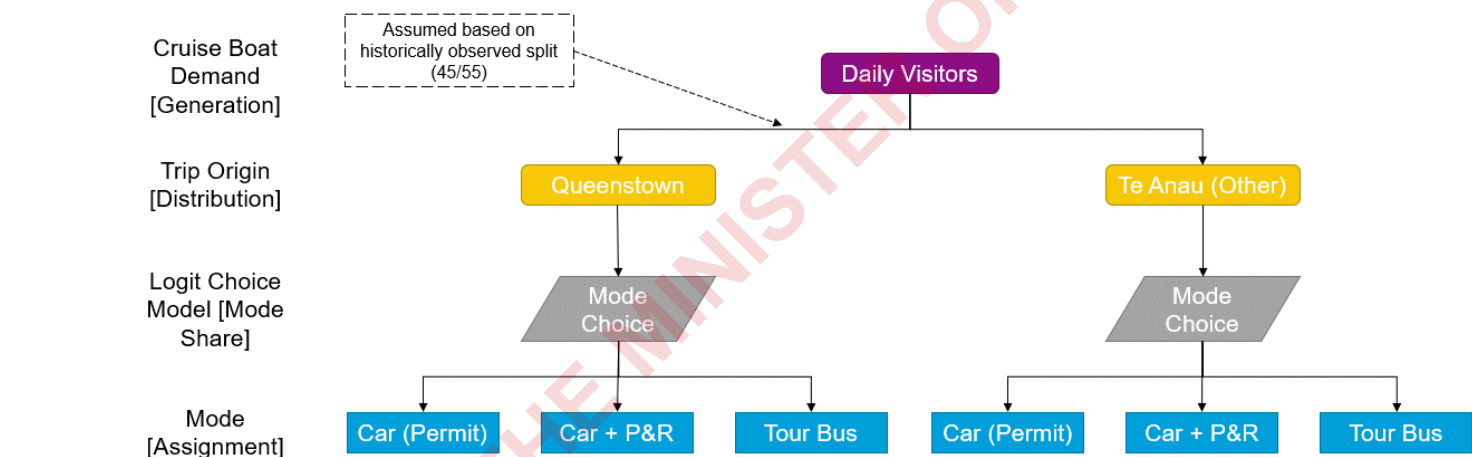 Cruise Boat
Demand
[Generation]
Assumed based on
historically observed split
(45/55)
Daily Visitors
Trip Origin
[Distribution]
Queenstown
Te Anau (Other)
Logit Choice
Model [Mode
Share]
Mode
Choice
Mode
Choice
Mode
[Assignment]
Car (Permit)
Car + P&R
Tour Bus
Car (Permit)
Car + P&R
Tour Bus
HE MINISTER O